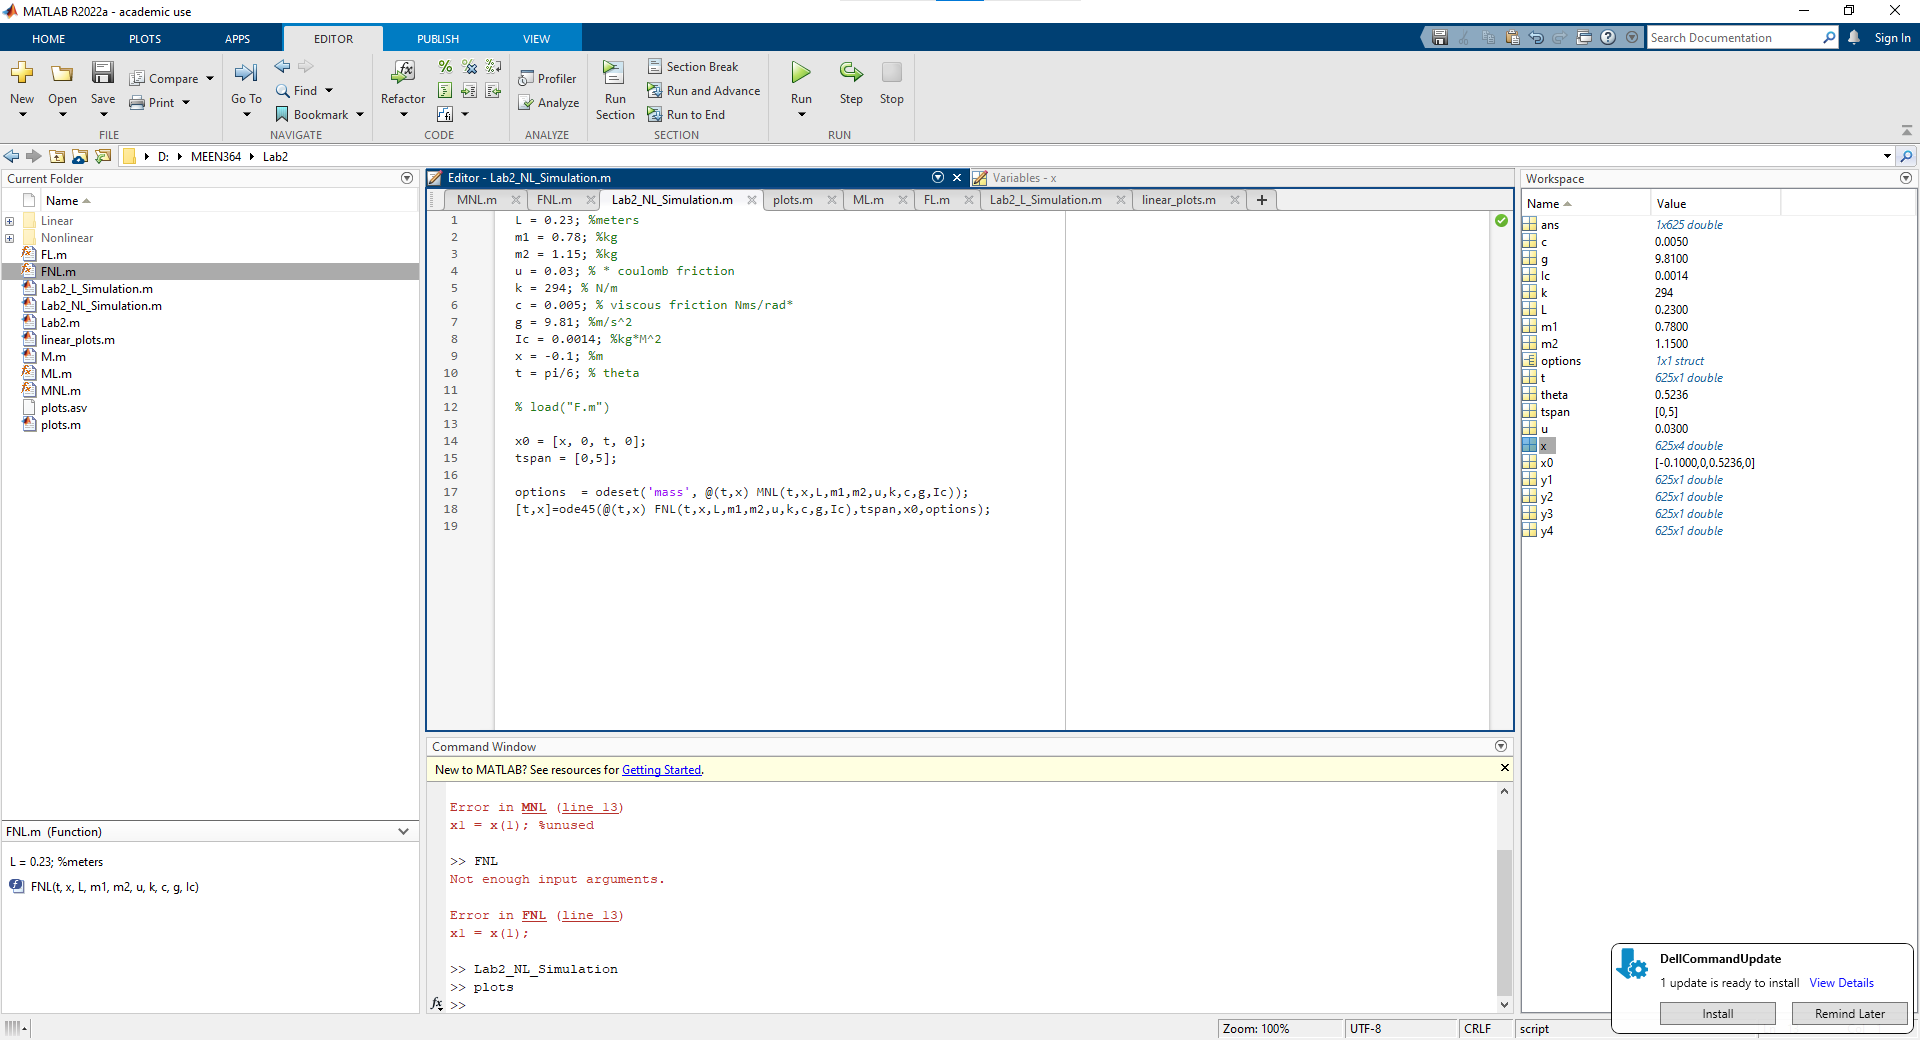 MATLAB R2022a - academic use
HOME PLOTS APPS EDITOR PUBLISH VIEW
Search Documentation
Sign In
New Open Save
Compare
Print
FILE
Go To
Find
Bookmark
NAVIGATE
Refactor
CODE
Profiler
Analyze
ANALYZE
Run Section
Section Break
Run and Advance
Run to End
SECTION
Run Step Stop
RUN
D: MEEN364 Lab2
Current Folder
Name
Linear
Nonlinear
FL.m
FNL.m
Lab2_L_Simulation.m
Lab2_NL_Simulation.m
Lab2.m
linear_plots.m
M.m
ML.m
MNL.m
plots.asv
plots.m
FNL.m (Function)
L = 0.23; %meters
FNL(t, x, L, m1, m2, u, k, c, g, Ic)
Editor - Lab2_NL_Simulation.m
Variables - x
MNL.m FNL.m Lab2_NL_Simulation.m plots.m ML.m FL.m Lab2_L_Simulation.m linear_plots.m +
1 L = 0.23; %meters
2 m1 = 0.78; %kg
3 m2 = 1.15; %kg
4 u = 0.03; % * coulomb friction
5 k = 294; % N/m
6 c = 0.005; % viscous friction Nms/rad*
7 g = 9.81; %m/s^2
8 Ic = 0.0014; %kg*M^2
9 x = -0.1; %m
10 t = pi/6; % theta
11
12 % load("F.m")
13
14 x0 = [x, 0, t, 0];
15 tspan = [0,5];
16
17 options  = odeset('mass', @(t,x) MNL(t,x,L,m1,m2,u,k,c,g,Ic));
18 [t,x]=ode45(@(t,x) FNL(t,x,L,m1,m2,u,k,c,g,Ic),tspan,x0,options);
19
Command Window
New to MATLAB? See resources for Getting Started.
Error in MNL (line 13)
x1 = x(1); %unused
>> FNL
Not enough input arguments.
Error in FNL (line 13)
x1 = x(1);
>> Lab2_NL_Simulation
>> plots
fx >>
Workspace
Name Value
ans 1x625 double
c 0.0050
g 9.8100
Ic 0.0014
k 294
L 0.2300
m1 0.7800
m2 1.1500
options 1x1 struct
t 625x1 double
theta 0.5236
tspan [0,5]
u 0.0300
x 625x4 double
x0 [-0.1000,0,0.5236,0]
y1 625x1 double
y2 625x1 double
y3 625x1 double
y4 625x1 double
DellCommandUpdate
1 update is ready to install View Details
Install Remind Later
Zoom: 100% UTF-8 CRLF script